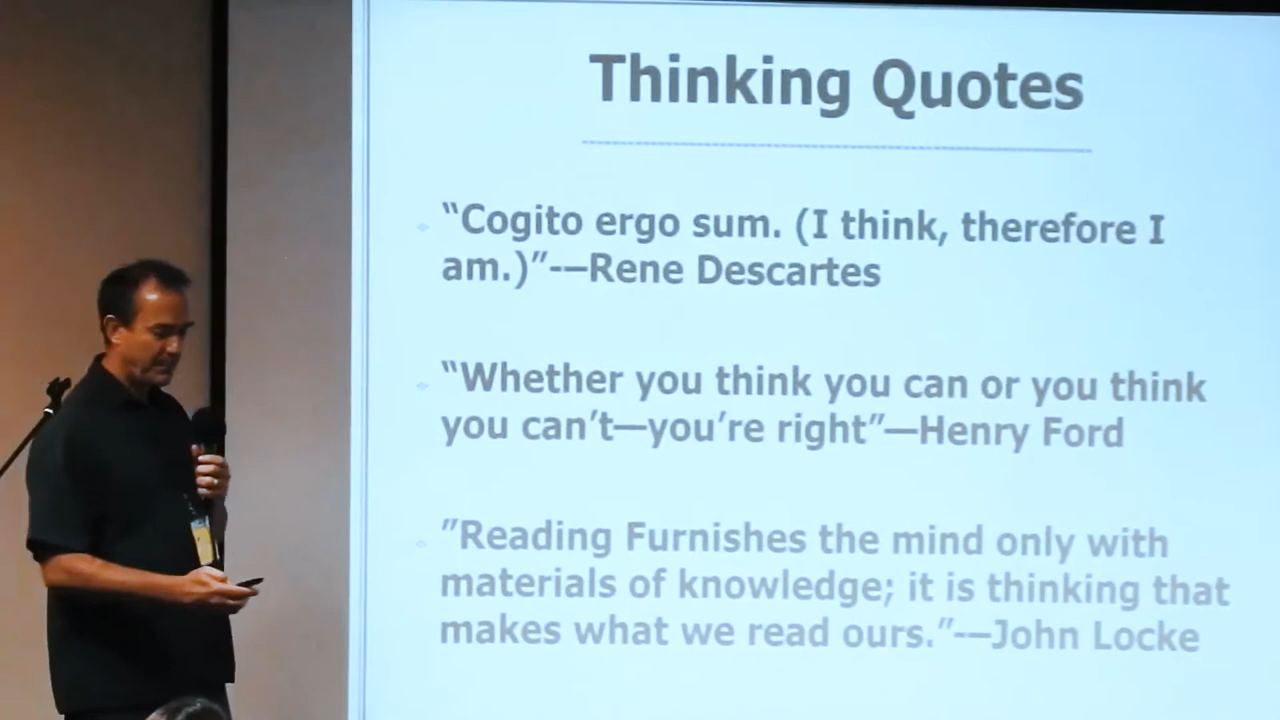 Thinking Quotes
“Cogito ergo sum. (I think, therefore I
am.)”-—Rene Descartes
“Whether you think you can or you think
you can’t—you’re right”—Henry Ford
”Reading Furnishes the mind only with
materials of knowledge; it is thinking that
makes what we read ours.”-—John Locke